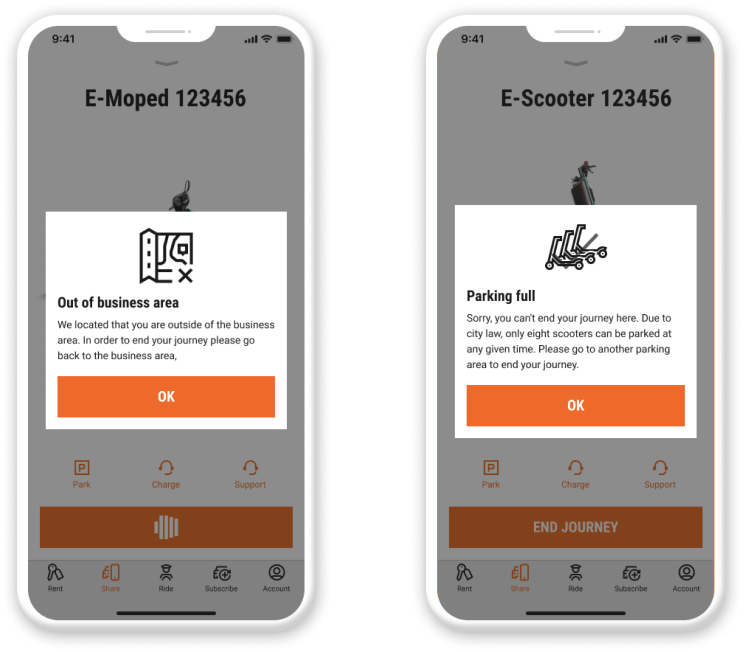 9:41
E-Moped 123456
Out of business area
We located that you are outside of the business
area. In order to end your journey please go
back to the business area,
OK
P
Park
Charge
Support
Rent
Share
Ride
Subscribe
Account
9:41
E-Scooter 123456
Parking full
Sorry, you can't end your journey here. Due to
city law, only eight scooters can be parked at
any given time. Please go to another parking
area to end your journey.
OK
P
Park
Charge
Support
END JOURNEY
Rent
Share
Ride
Subscribe
Account